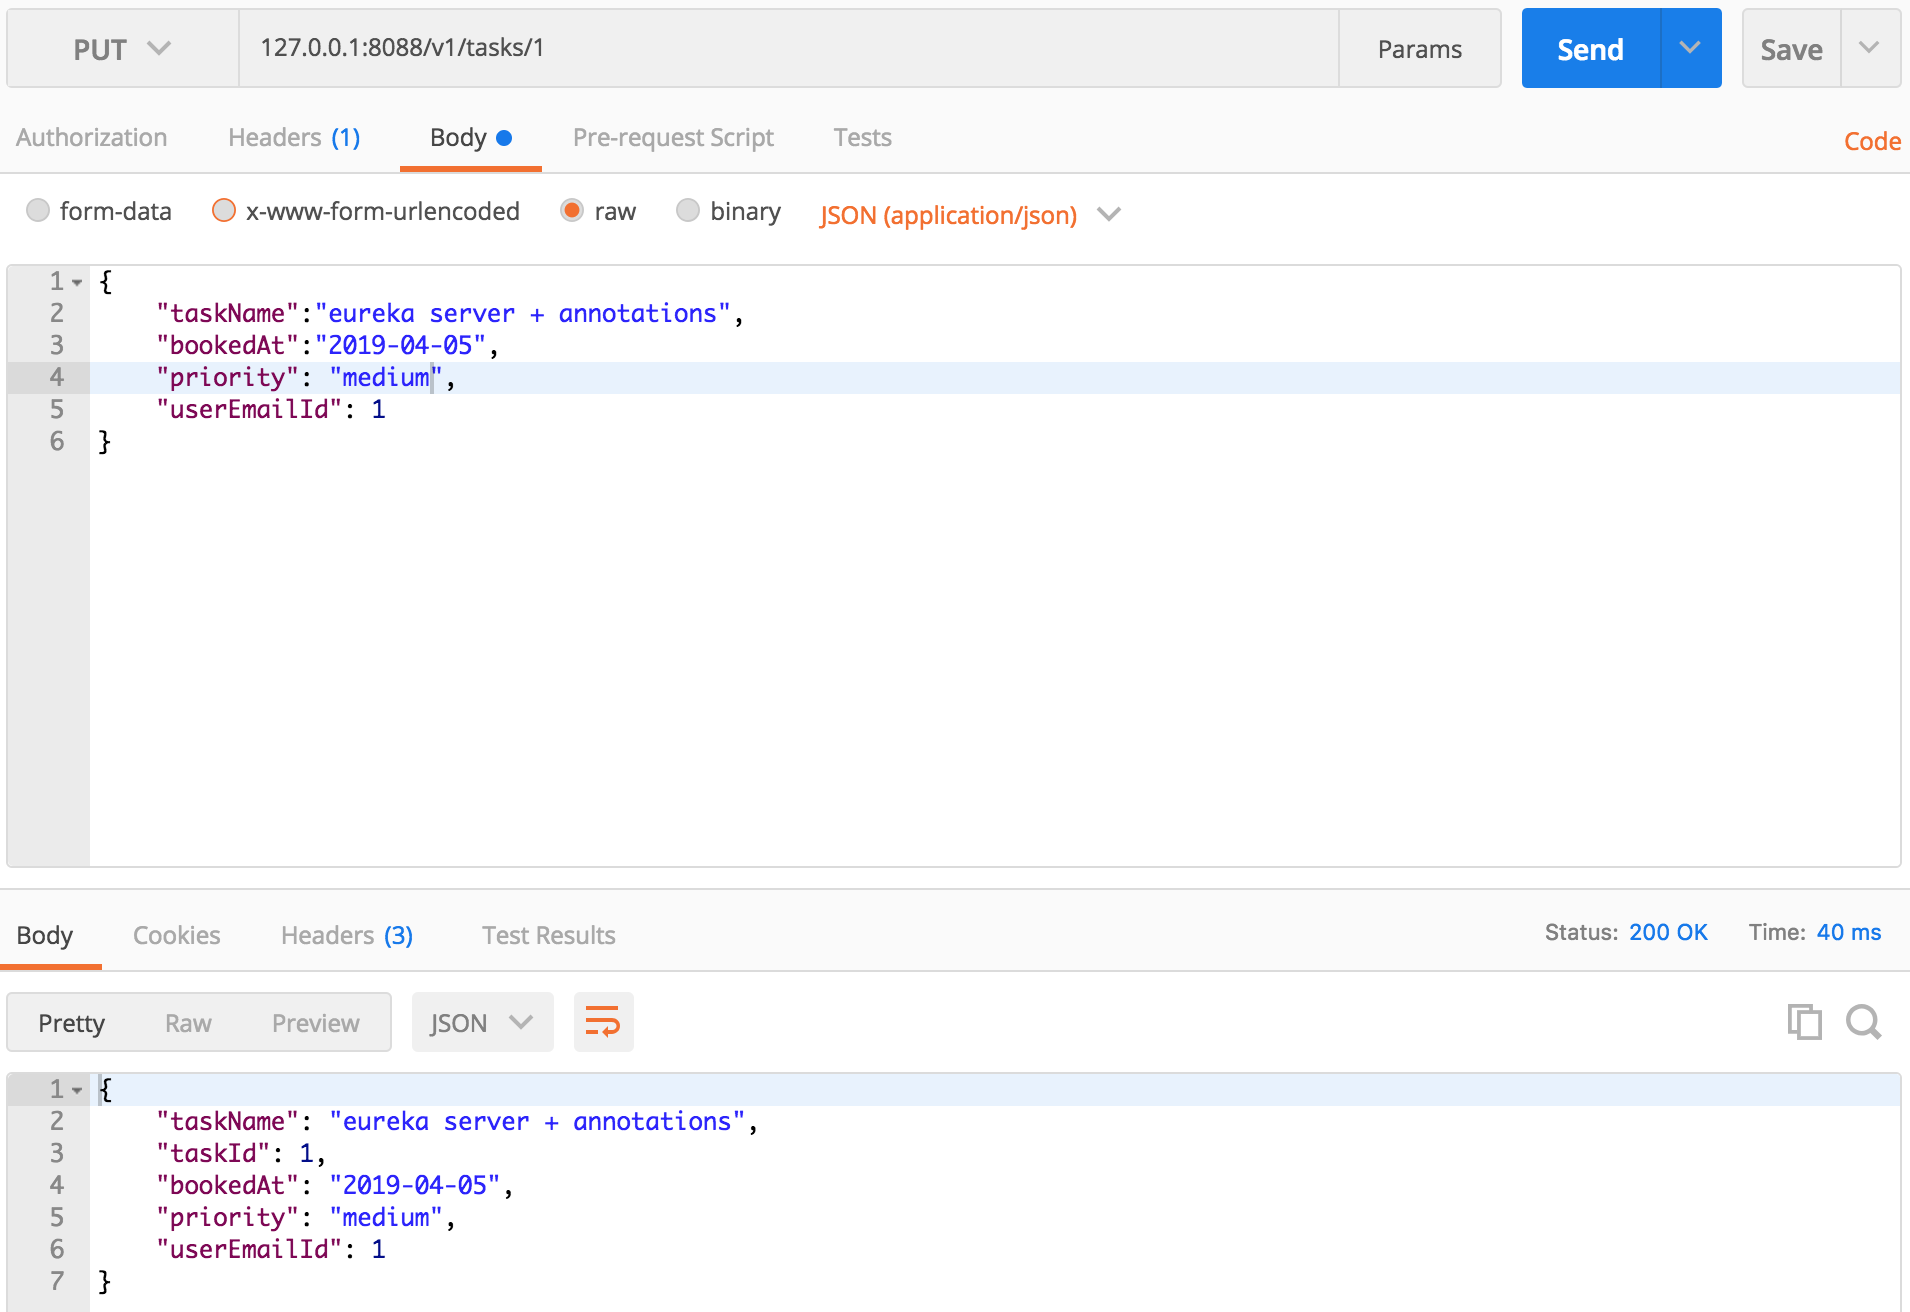 PUT 127.0.0.1:8088/v1/tasks/1 Params Send Save
Authorization Headers (1) Body Pre-request Script Tests Code
form-data x-www-form-urlencoded raw binary JSON (application/json)
1 {
2 "taskName":"eureka server + annotations",
3 "bookedAt":"2019-04-05",
4 "priority": "medium",
5 "userEmailId": 1
6 }
Body Cookies Headers (3) Test Results Status: 200 OK Time: 40 ms
Pretty Raw Preview JSON
1 {
2 "taskName": "eureka server + annotations",
3 "taskId": 1,
4 "bookedAt": "2019-04-05",
5 "priority": "medium",
6 "userEmailId": 1
7 }